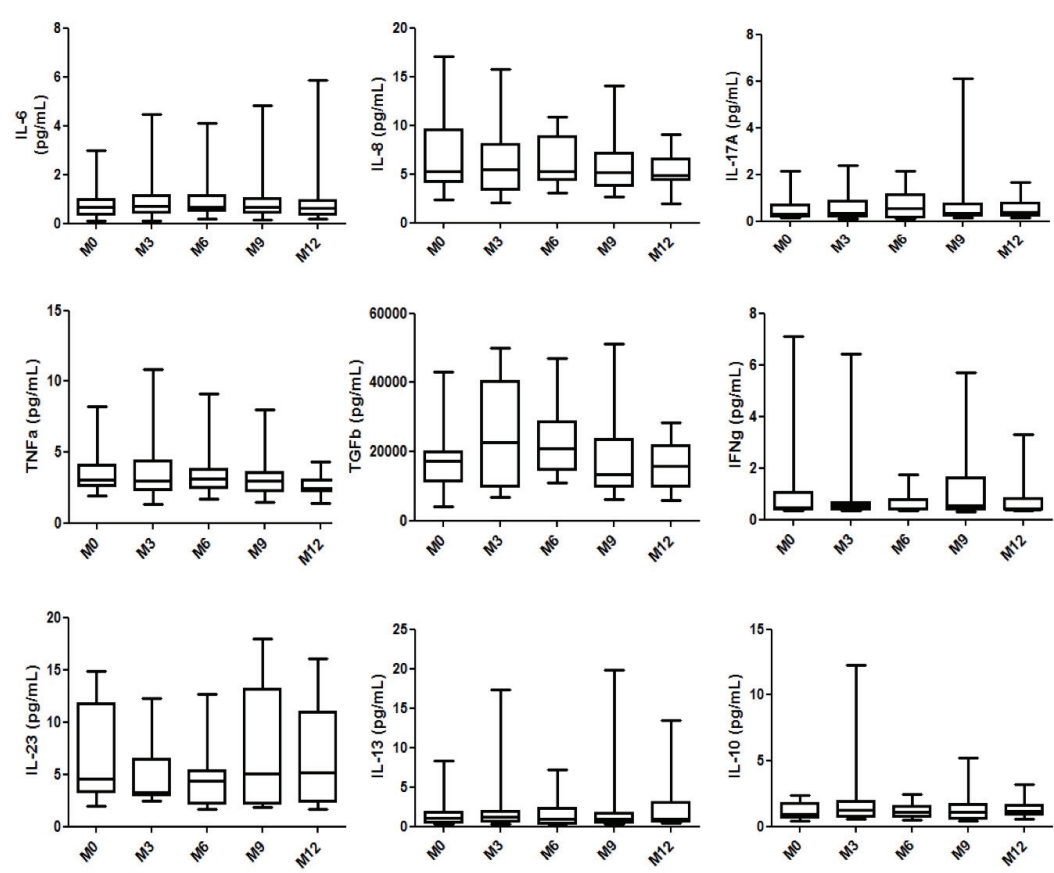 IL-6
(pg/mL)
8
6
4
2
0
M0 M3 M6 M9 M12
IL-8 (pg/mL)
20
15
10
5
0
M0 M3 M6 M9 M12
IL-17A (pg/mL)
8
6
4
2
0
M0 M3 M6 M9 M12
TNFa (pg/mL)
15
10
5
0
M0 M3 M6 M9 M12
TGFb (pg/mL)
60000
40000
20000
0
M0 M3 M6 M9 M12
IFNg (pg/mL)
8
6
4
2
0
M0 M3 M6 M9 M12
IL-23 (pg/mL)
20
15
10
5
0
M0 M3 M6 M9 M12
IL-13 (pg/mL)
25
20
15
10
5
0
M0 M3 M6 M9 M12
IL-10 (pg/mL)
15
10
5
0
M0 M3 M6 M9 M12